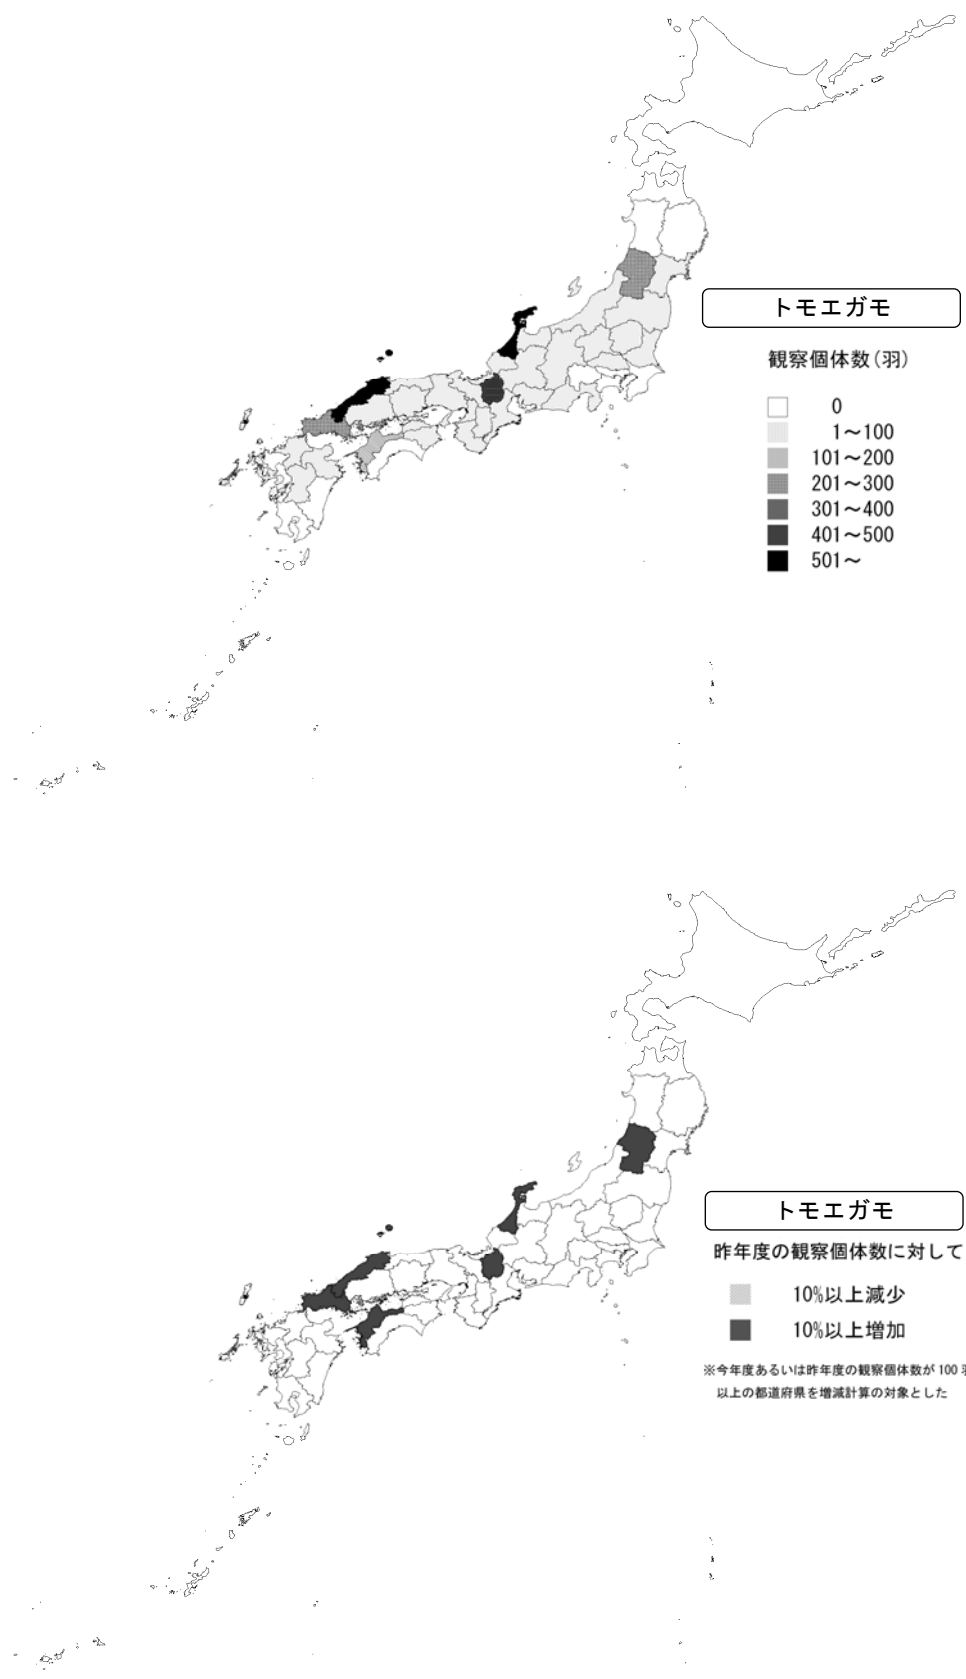 トモエガモ
観察個体数(羽)
0
1～100
101～200
201～300
301～400
401～500
501～
トモエガモ
昨年度の観察個体数に対して
10%以上減少
10%以上増加
※今年度あるいは昨年度の観察個体数が 100 羽
以上の都道府県を増減計算の対象とした